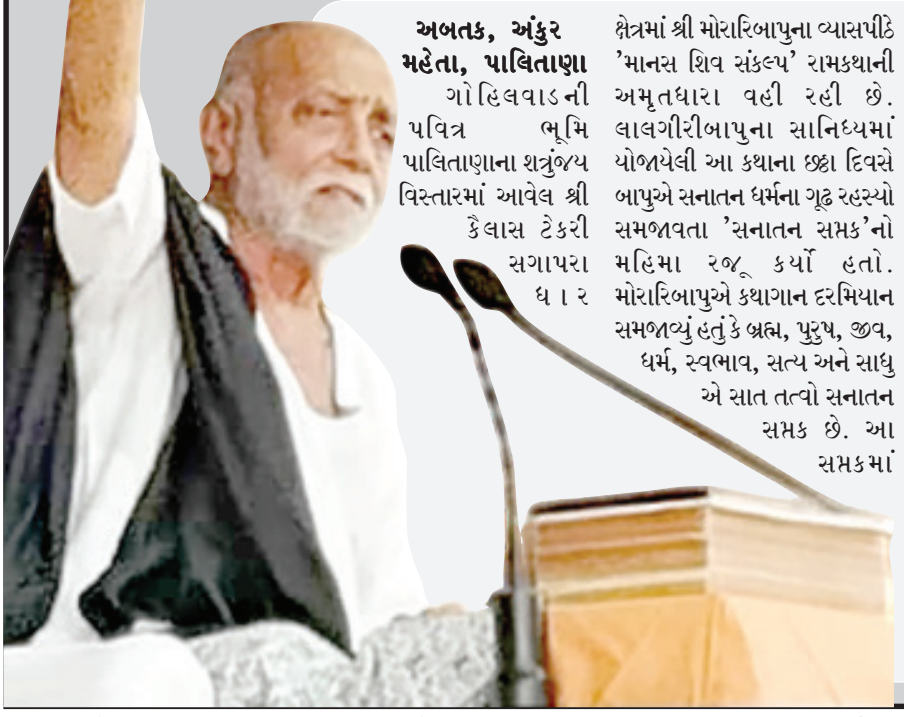 અબતક, અંકુર
મહેતા, પાલિતાણા
ગોહિલવાડની
પવિત્ર ભૂમિ
પાલિતાણાના શત્રુંજય
વિસ્તારમાં આવેલ શ્રી
કૈલાસ ટેકરી
સગાપરા
ધાર
ક્ષેત્રમાં શ્રી મોરારિબાપુના વ્યાસપીઠે
'માનસ શિવ સંકલ્પ' રામકથાની
અમૃતધારા વહી રહી છે.
લાલગીરીબાપુના સાનિધ્યમાં
યોજાયેલી આ કથાના છઠ્ઠા દિવસે
બાપુએ સનાતન ધર્મના ગૂઢ રહસ્યો
સમજાવતા 'સનાતન સપ્તક'નો
મહિમા રજૂ કર્યો હતો.
મોરારિબાપુએ કથાગાન દરમિયાન
સમજાવ્યું હતું કે બ્રહ્મ, પુરુષ, જીવ,
ધર્મ, સ્વભાવ, સત્ય અને સાધુ
એ સાત તત્વો સનાતન
સપ્તક છે. આ
સપ્તકમાં